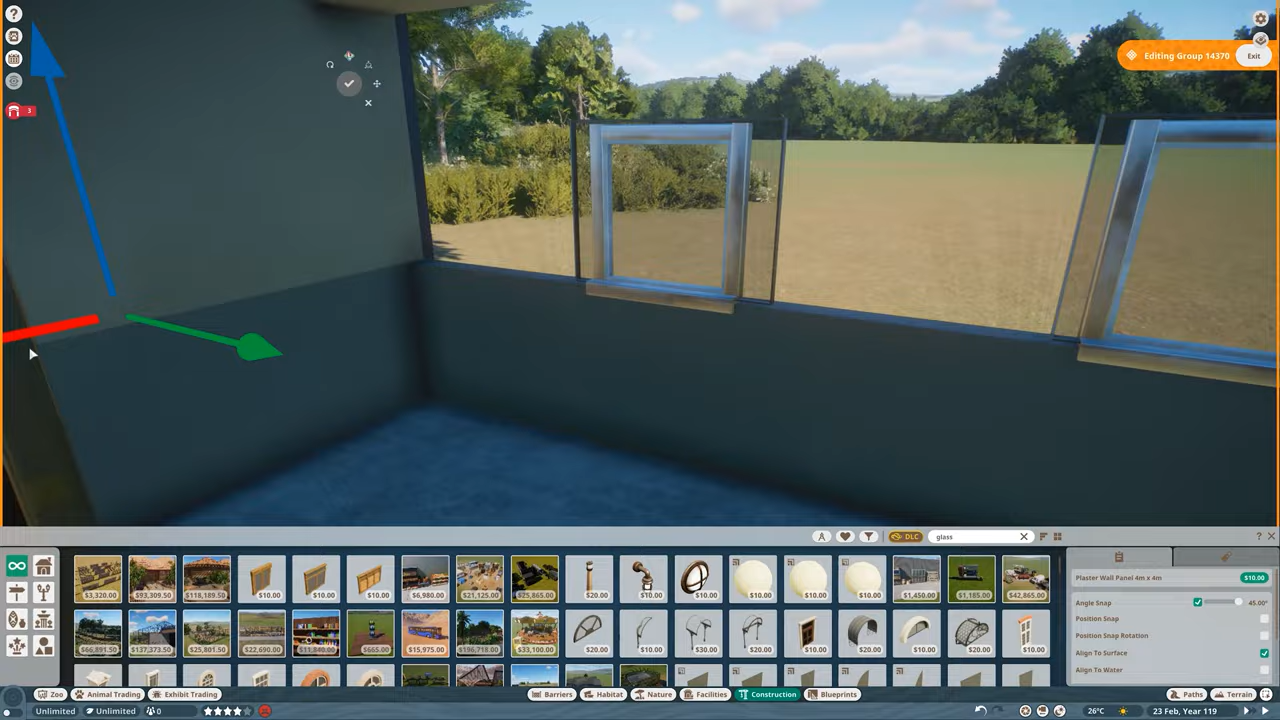 ?
Editing Group 14370
Exit
3
DLC
glass
? 
$3,320.00 $93,309.50 $118,189.50 $10.00 $10.00 $10.00 $6,980.00 $21,125.00 $25,865.00 $20.00 $10.00 $10.00 $10.00 $10.00 $10.00 $1,450.00 $1,185.00 $42,865.00
$66,891.50 $137,373.50 $25,801.50 $22,690.00 $11,840.00 $665.00 $15,975.00 $196,718.00 $33,100.00 $20.00 $10.00 $30.00 $20.00 $10.00 $20.00 $10.00 $20.00 $10.00
Plaster Wall Panel 4m x 4m $10.00
Angle Snap 45.00°
Position Snap
Position Snap Rotation
Align To Surface
Align To Water
Zoo Animal Trading Exhibit Trading Barriers Habitat Nature Facilities Construction Blueprints Paths Terrain
Unlimited Unlimited 0 26°C 23 Feb, Year 119